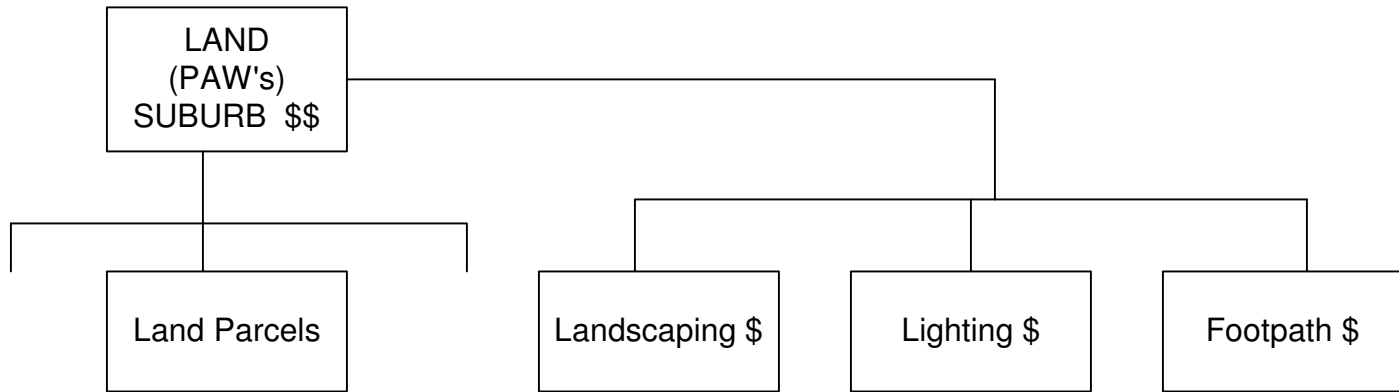 LAND
(PAW's)
SUBURB  $$
Land Parcels
Landscaping $
Lighting $
Footpath $